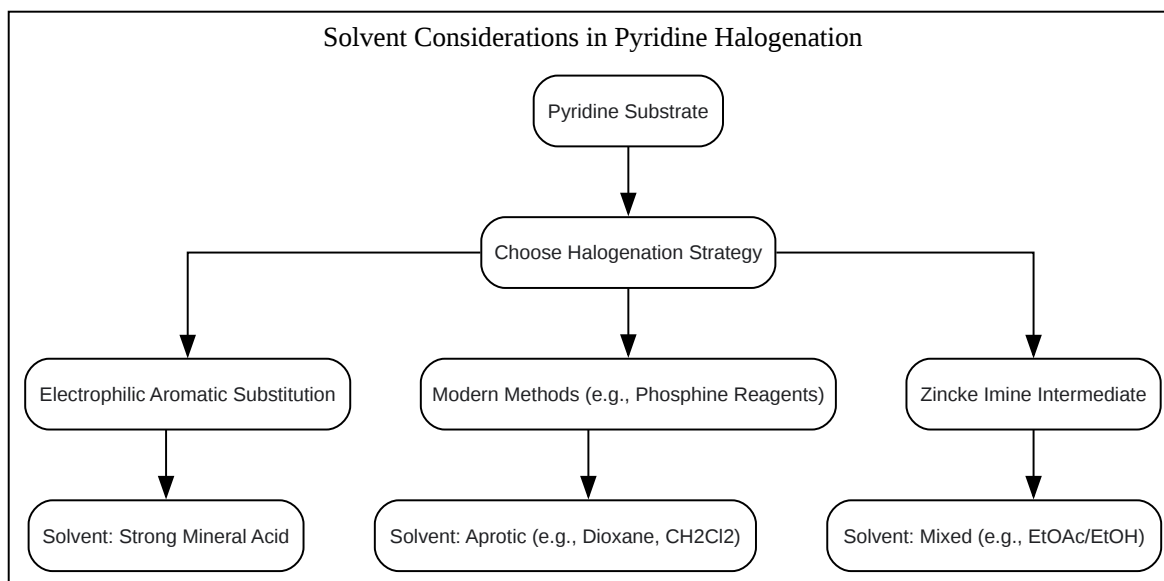 Solvent Considerations in Pyridine Halogenation
Pyridine Substrate
Choose Halogenation Strategy
Electrophilic Aromatic Substitution
Modern Methods (e.g., Phosphine Reagents)
Zincke Imine Intermediate
Solvent: Strong Mineral Acid
Solvent: Aprotic (e.g., Dioxane, CH2Cl2)
Solvent: Mixed (e.g., EtOAc/EtOH)